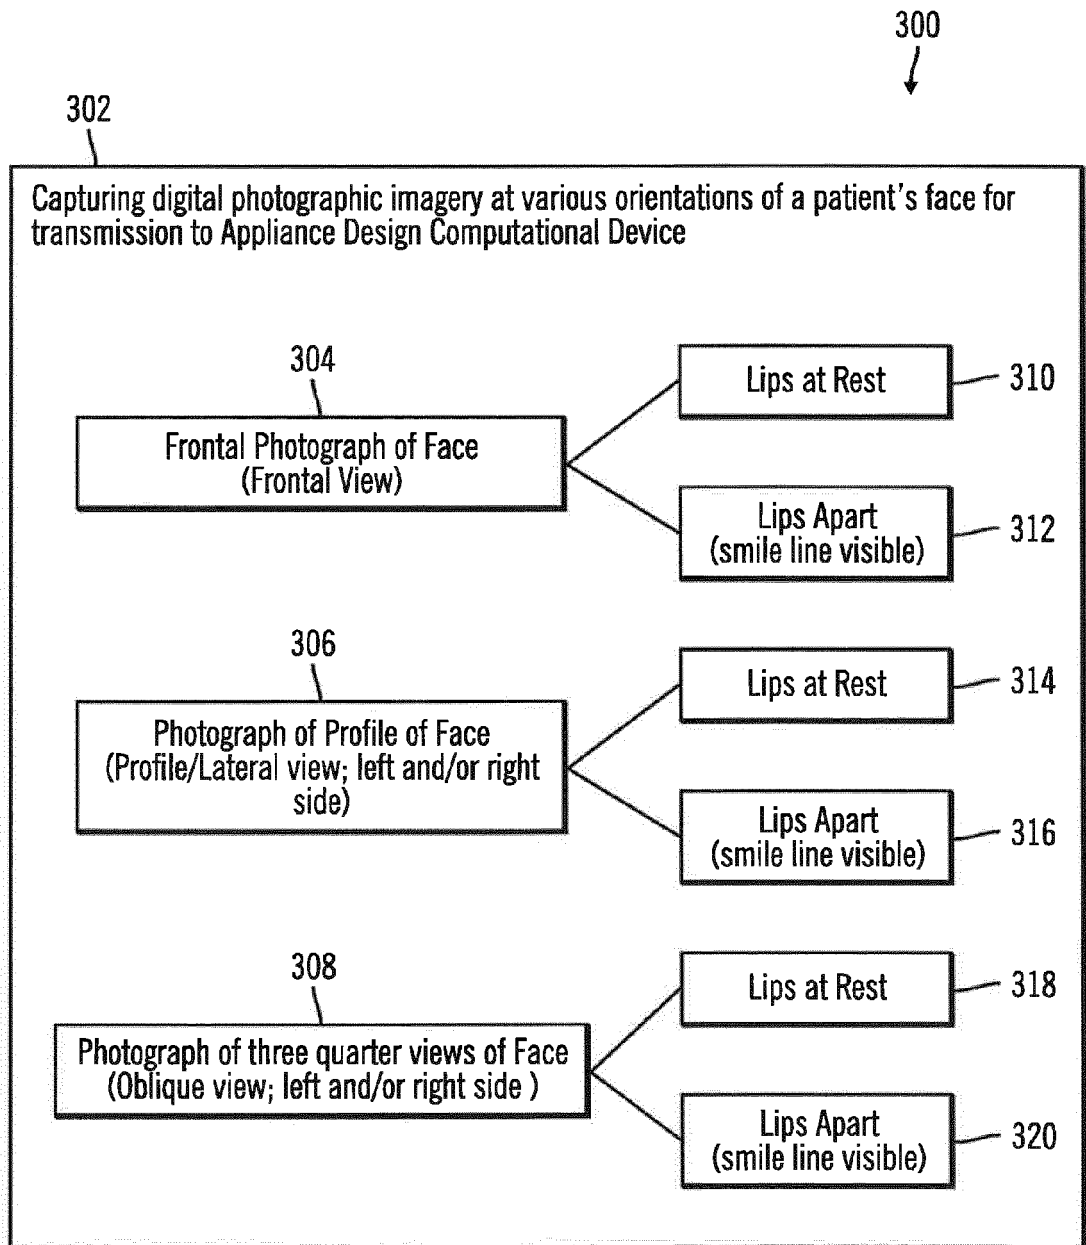 300
302
Capturing digital photographic imagery at various orientations of a patient's face for
transmission to Appliance Design Computational Device
304
Frontal Photograph of Face
(Frontal View)
Lips at Rest
310
Lips Apart
(smile line visible)
312
306
Photograph of Profile of Face
(Profile/Lateral view; left and/or right
side)
Lips at Rest
314
Lips Apart
(smile line visible)
316
308
Photograph of three quarter views of Face
(Oblique view; left and/or right side )
Lips at Rest
318
Lips Apart
(smile line visible)
320